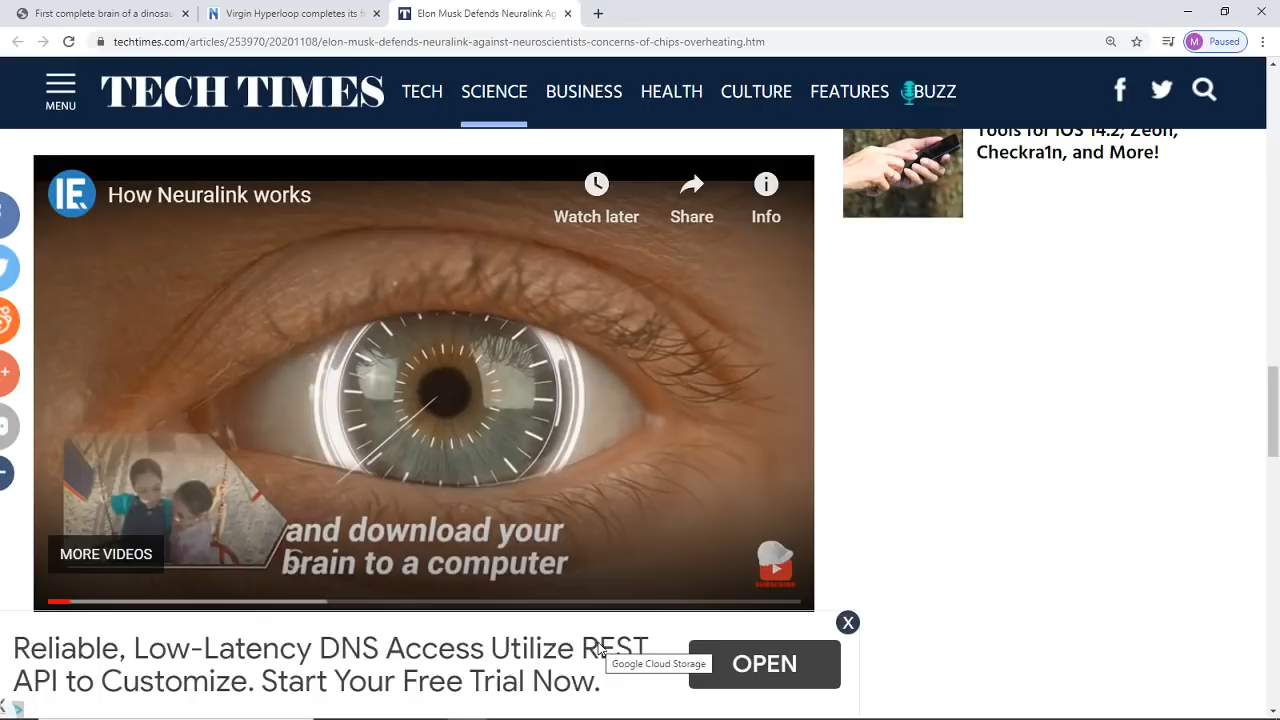 First complete brain of a dinosau
Virgin Hyperloop completes its f
Elon Musk Defends Neuralink Ag
techtimes.com/articles/253970/20201108/elon-musk-defends-neuralink-against-neuroscientists-concerns-of-chips-overheating.htm
M Paused
MENU
TECH TIMES
TECH SCIENCE BUSINESS HEALTH CULTURE FEATURES BUZZ
Tools for iOS 14.2; Zeon,
Checkra1n, and More!
IE
How Neuralink works
Watch later
Share
Info
and download your
brain to a computer
MORE VIDEOS
SUBSCRIBE
Reliable, Low-Latency DNS Access Utilize REST
API to Customize. Start Your Free Trial Now.
Google Cloud Storage
OPEN
X